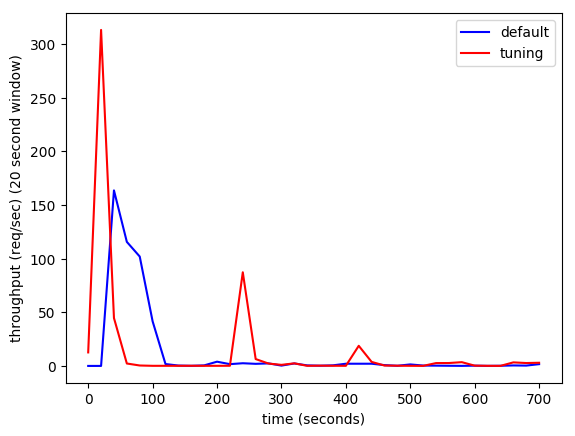 throughput (req/sec) (20 second window)
300
250
200
150
100
50
0
default
tuning
0 100 200 300 400 500 600 700
time (seconds)